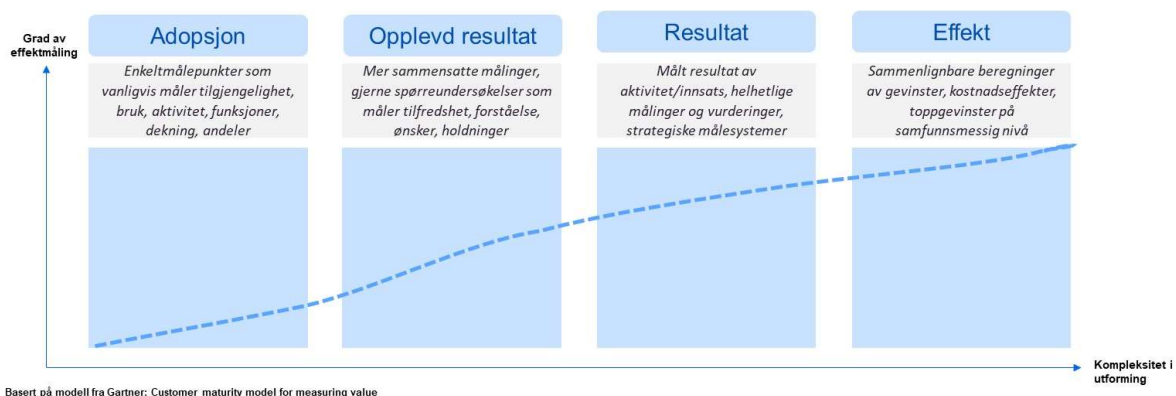 Grad av
effektmåling
Adopsjon
Enkeltmålepunkter som
vanligvis måler tilgjengelighet,
bruk, aktivitet, funksjoner,
dekning, andeler
Opplevd resultat
Mer sammensatte målinger,
gjerne spørreundersøkelser som
måler tilfredshet, forståelse,
ønsker, holdninger
Resultat
Målt resultat av
aktivitet/innsats, helhetlige
målinger og vurderinger,
strategiske målesystemer
Effekt
Sammenlignbare beregninger
av gevinster, kostnadseffekter,
toppgevinster på
samfunnsmessig nivå
Kompleksitet i
utforming
Basert på modell fra Gartner: Customer maturity model for measuring value